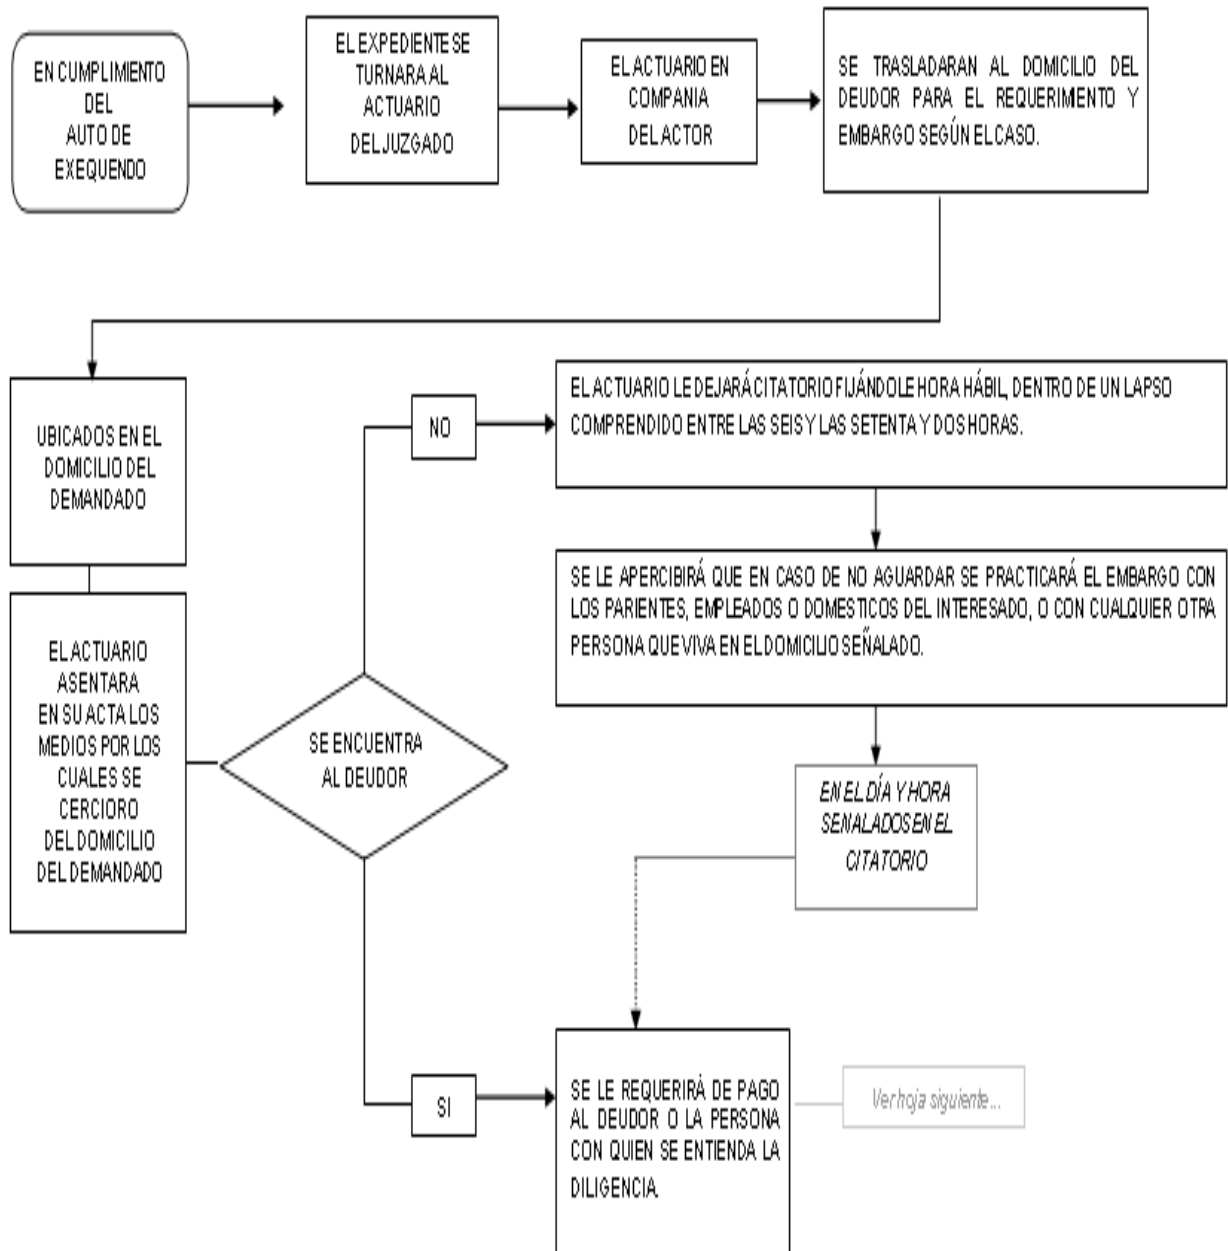 EN CUMPLIMIENTO
DEL
AUTO DE
EXEQUENDO
EL EXPEDIENTE SE
TURNARA AL
ACTUARIO
DEL JUZGADO
EL ACTUARIO EN
COMPANIA
DEL ACTOR
SE TRASLADARAN AL DOMICILIO DEL
DEUDOR PARA EL REQUERIMIENTO Y
EMBARGO SEGÚN EL CASO.
UBICADOS EN EL
DOMICILIO DEL
DEMANDADO
EL ACTUARIO
ASENTARA
EN SU ACTA LOS
MEDIOS POR LOS
CUALES SE
CERCIORO
DEL DOMICILIO
DEL DEMANDADO
SE ENCUENTRA
AL DEUDOR
NO
EL ACTUARIO LE DEJARÁ CITATORIO FIJÁNDOLE HORA HÁBIL, DENTRO DE UN LAPSO
COMPRENDIDO ENTRE LAS SEIS Y LAS SETENTA Y DOS HORAS.
SE LE APERCIBIRÁ QUE EN CASO DE NO AGUARDAR SE PRACTICARÁ EL EMBARGO CON
LOS PARIENTES, EMPLEADOS O DOMESTICOS DEL INTERESADO, O CON CUALQUIER OTRA
PERSONA QUE VIVA EN EL DOMICILIO SEÑALADO.
EN EL DÍA Y HORA
SENALADOS EN EL
CITATORIO
SI
SE LE REQUERIRÁ DE PAGO
AL DEUDOR O LA PERSONA
CON QUIEN SE ENTIENDA LA
DILIGENCIA.
Ver hoja siguiente...